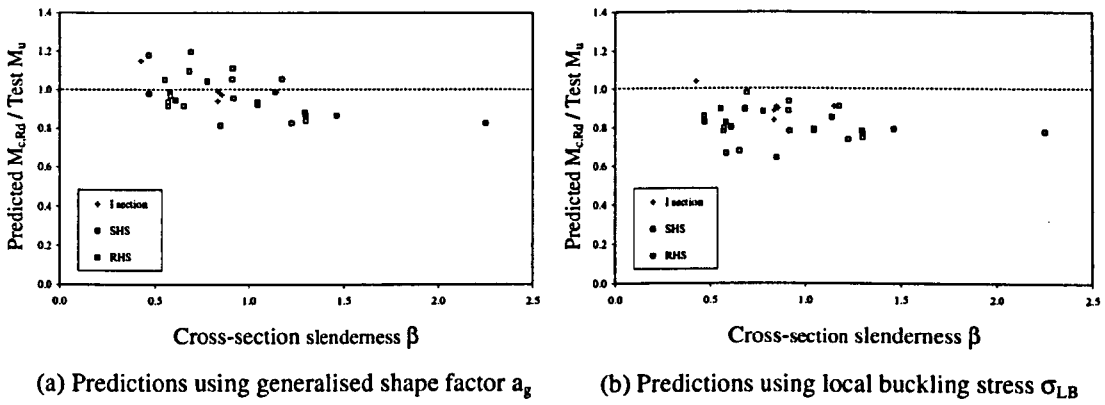 Predicted M_c,Rd / Test M_u
1.4
1.2
1.0
0.8
0.6
0.4
0.2
0.0
I section
SHS
RHS
0.0 0.5 1.0 1.5 2.0 2.5
Cross-section slenderness β
(a) Predictions using generalised shape factor a_g
Predicted M_c,Rd / Test M_u
1.4
1.2
1.0
0.8
0.6
0.4
0.2
0.0
I section
SHS
RHS
0.0 0.5 1.0 1.5 2.0 2.5
Cross-section slenderness β
(b) Predictions using local buckling stress σ_LB